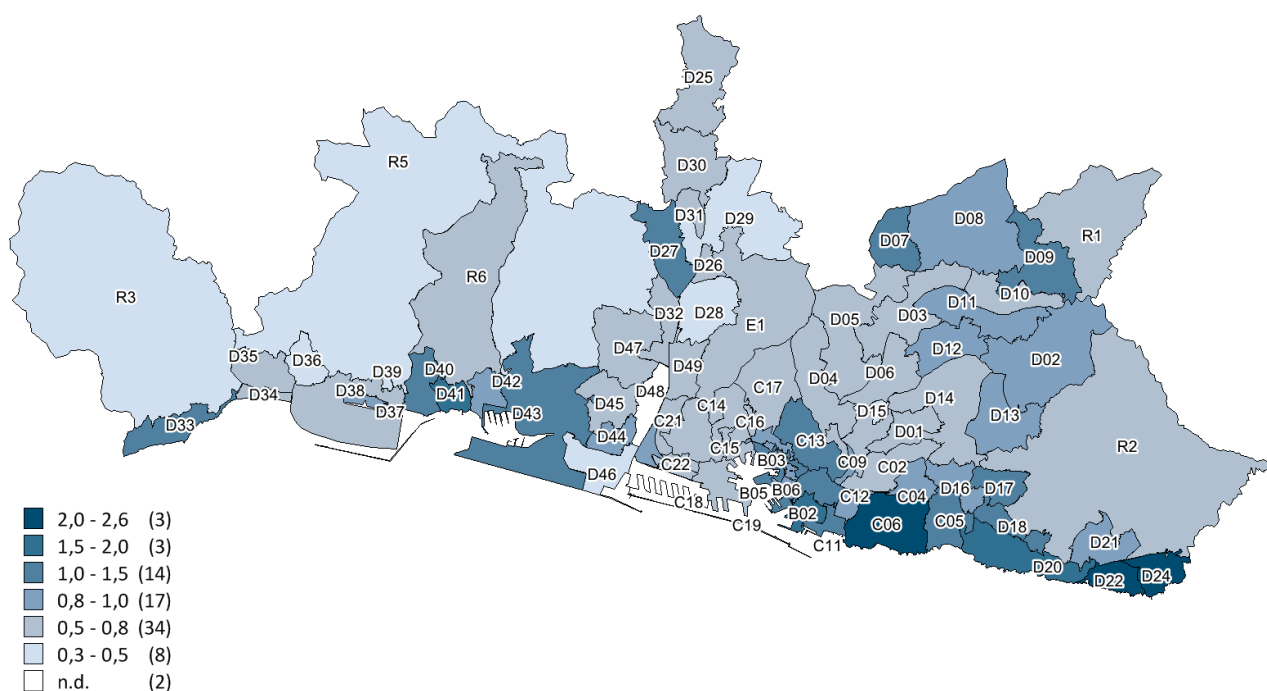 D25
R5
D30
D31
D29
D27
D07
D08
D09
R1
R3
R6
D26
D10
D28
D11
D32
E1
D05
D03
D12
D02
D35
D36
D47
D49
D40
D39
D42
D48
D04
D06
C17
D34
D38
D41
D37
D43
D45
C14
D15
D14
D13
D33
D44
C21
C16
D01
C15
C13
R2
C22
B03
C09
C02
D46
B05
B06
C12
C04
D16
D17
C18
B02
C19
C06
C05
D18
C11
D21
D20
D22
D24
2,0 - 2,6 (3)
1,5 - 2,0 (3)
1,0 - 1,5 (14)
0,8 - 1,0 (17)
0,5 - 0,8 (34)
0,3 - 0,5 (8)
n.d. (2)